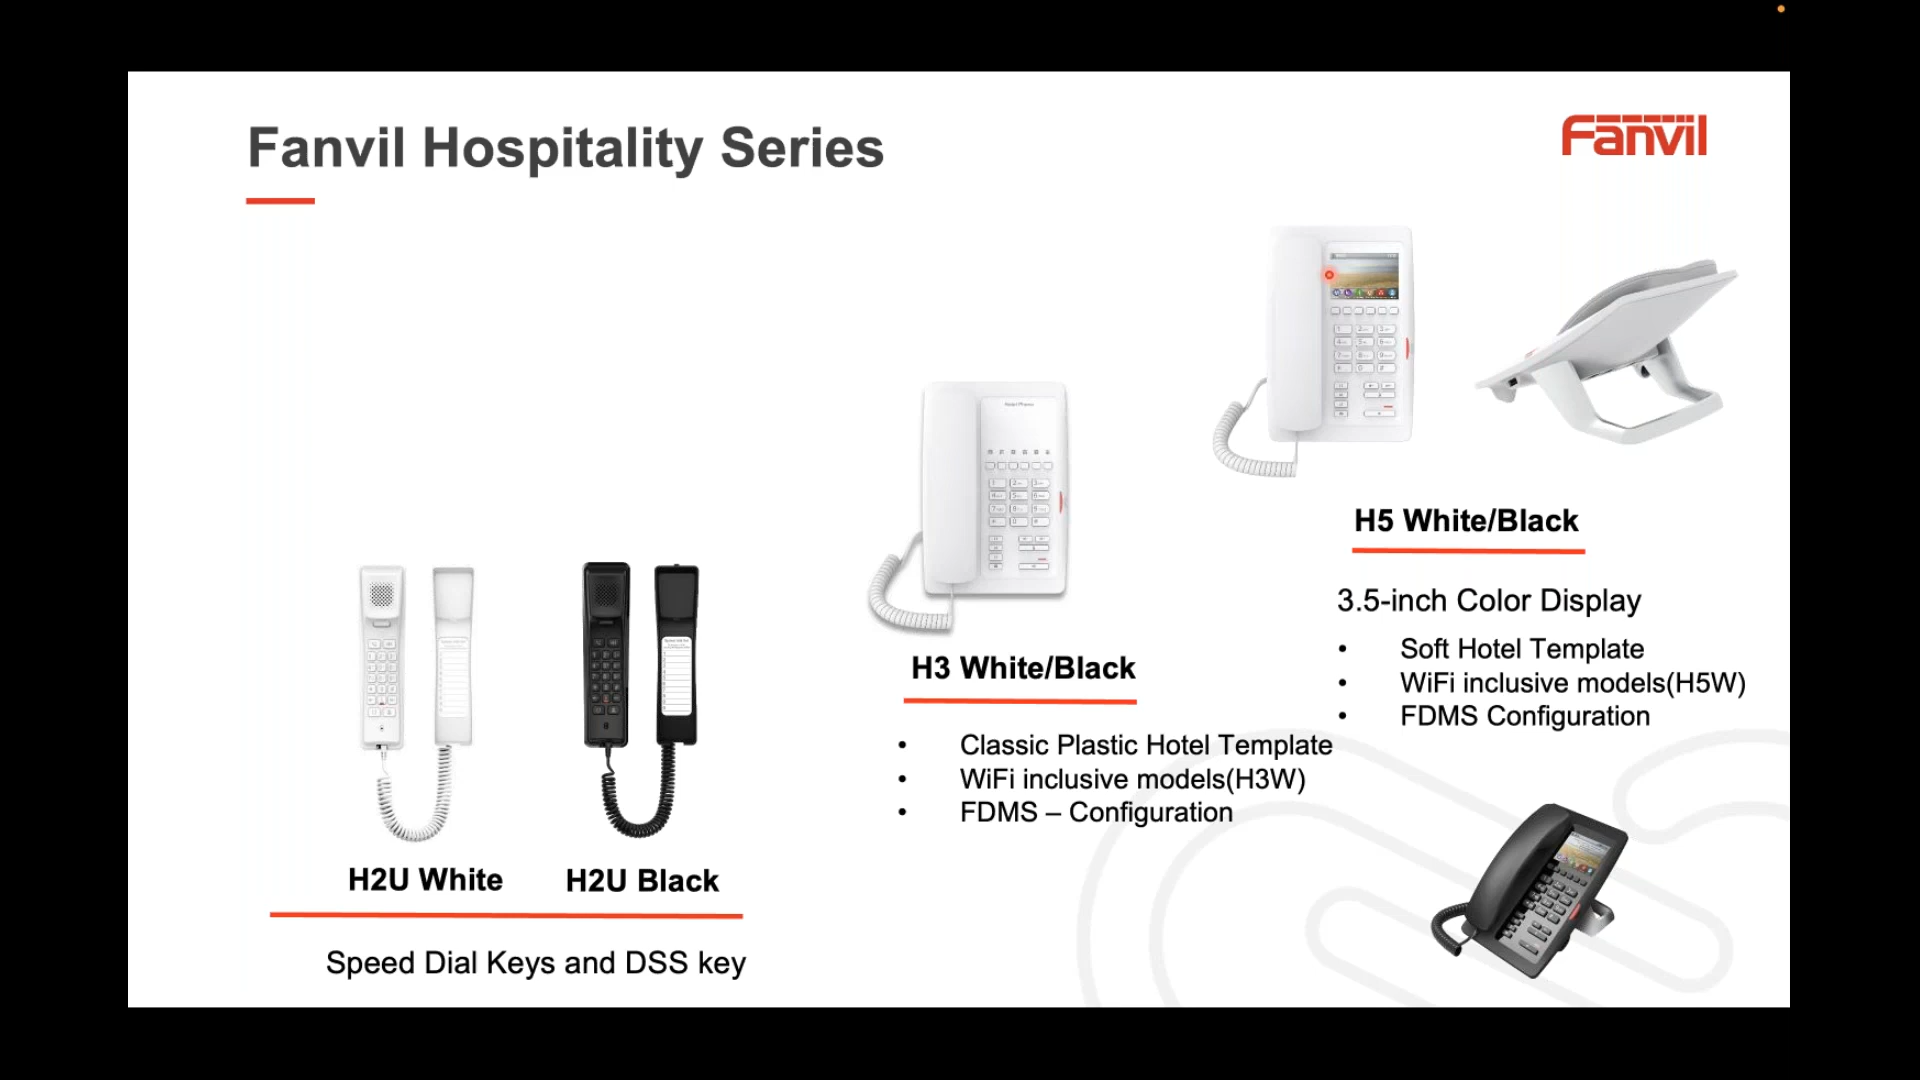 Fanvil Hospitality Series
Fanvil
H5 White/Black
3.5-inch Color Display
• Soft Hotel Template
• WiFi inclusive models(H5W)
• FDMS Configuration
H3 White/Black
• Classic Plastic Hotel Template
• WiFi inclusive models(H3W)
• FDMS – Configuration
H2U White
H2U Black
Speed Dial Keys and DSS key